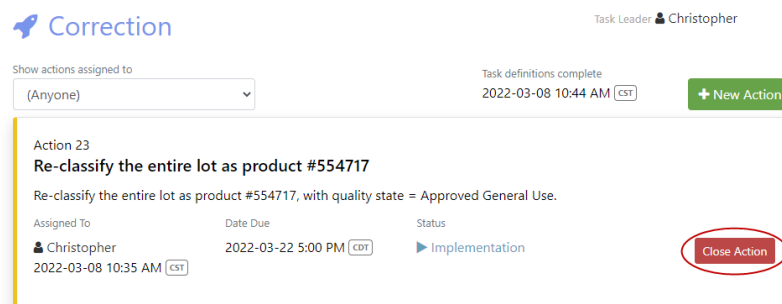 Correction
Task Leader Christopher
Show actions assigned to
(Anyone)
Task definitions complete
2022-03-08 10:44 AM CST
+ New Action
Action 23
Re-classify the entire lot as product #554717
Re-classify the entire lot as product #554717, with quality state = Approved General Use.
Assigned To
Date Due
Status
Christopher
2022-03-22 5:00 PM CDT
Implementation
Close Action
2022-03-08 10:35 AM CST